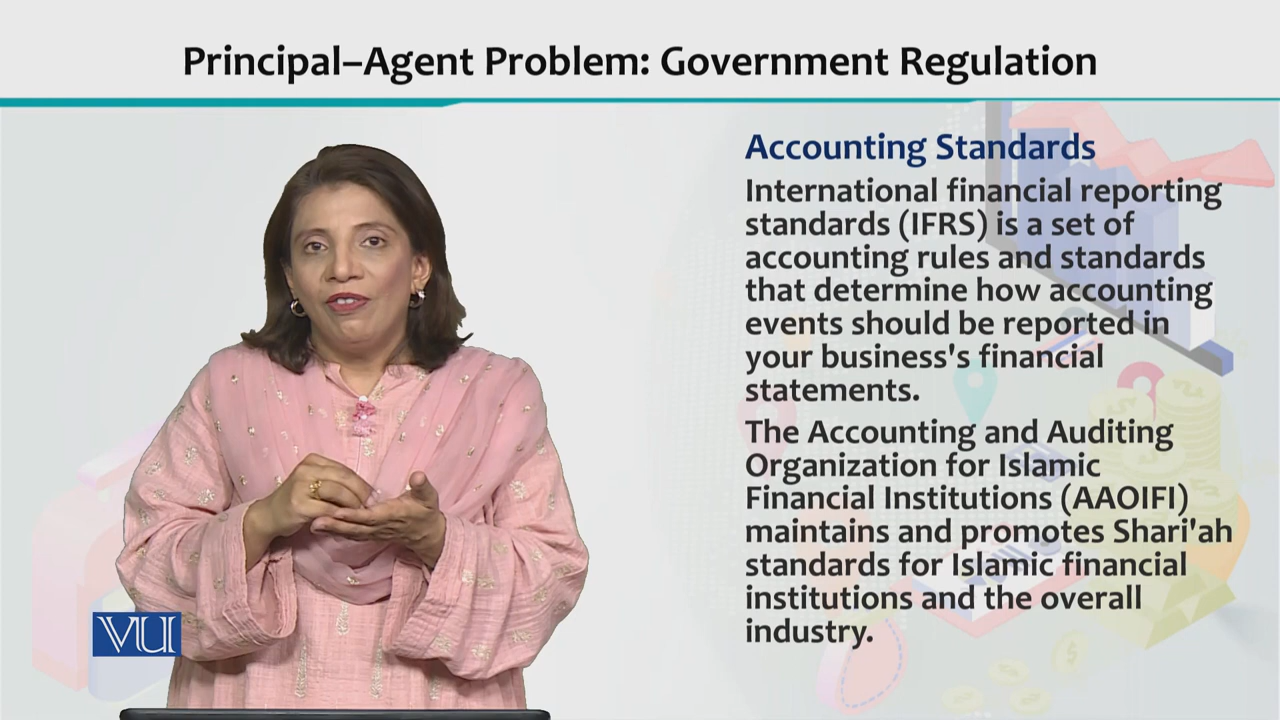 Principal–Agent Problem: Government Regulation
Accounting Standards
International financial reporting
standards (IFRS) is a set of
accounting rules and standards
that determine how accounting
events should be reported in
your business's financial
statements.
The Accounting and Auditing
Organization for Islamic
Financial Institutions (AAOIFI)
maintains and promotes Shari'ah
standards for Islamic financial
institutions and the overall
industry.
VU